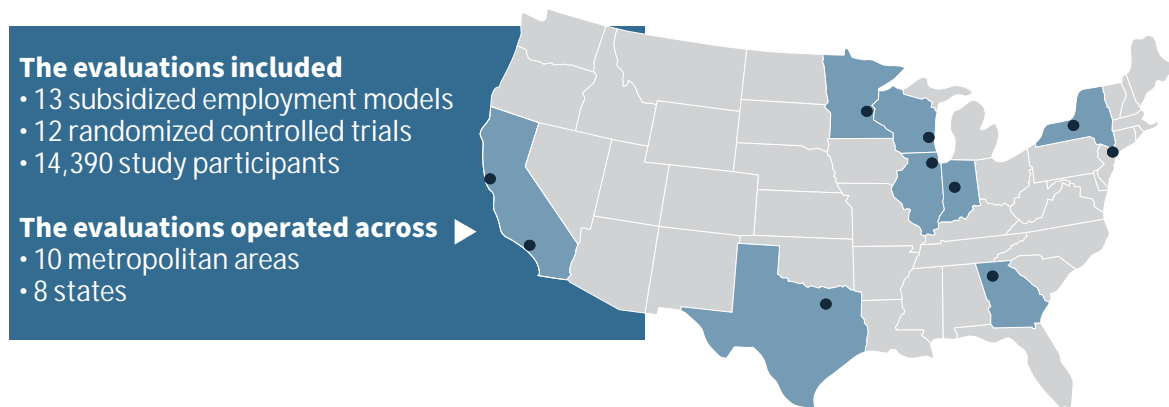 The evaluations included
• 13 subsidized employment models
• 12 randomized controlled trials
• 14,390 study participants
The evaluations operated across
• 10 metropolitan areas
• 8 states